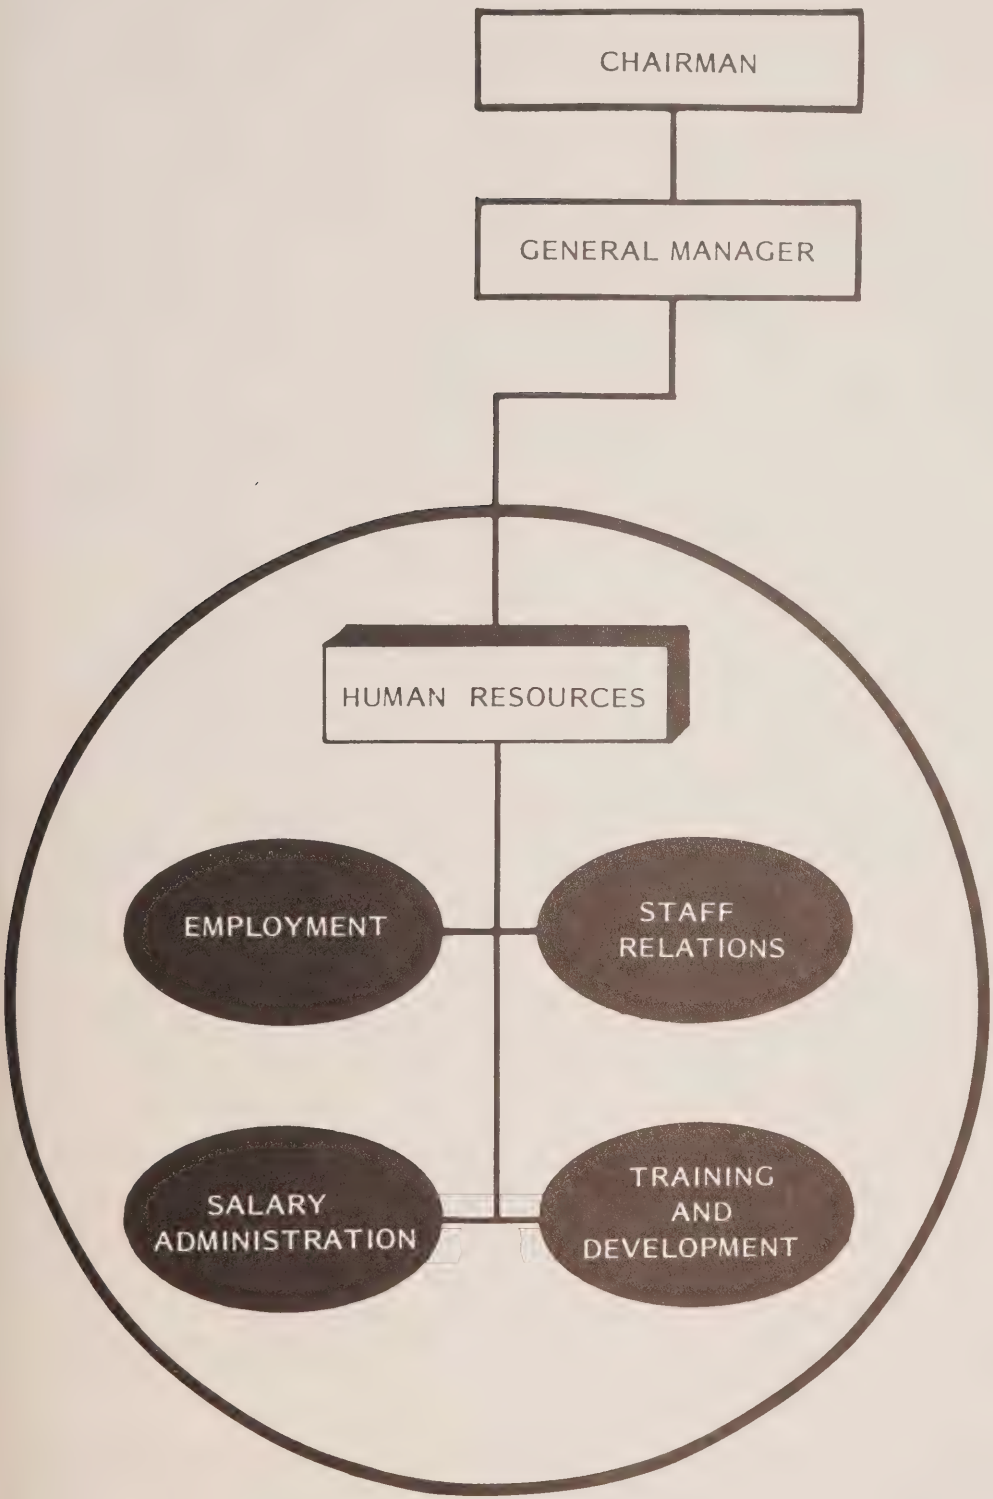 CHAIRMAN
GENERAL MANAGER
HUMAN RESOURCES
EMPLOYMENT
STAFF
RELATIONS
SALARY
ADMINISTRATION
TRAINING
AND
DEVELOPMENT